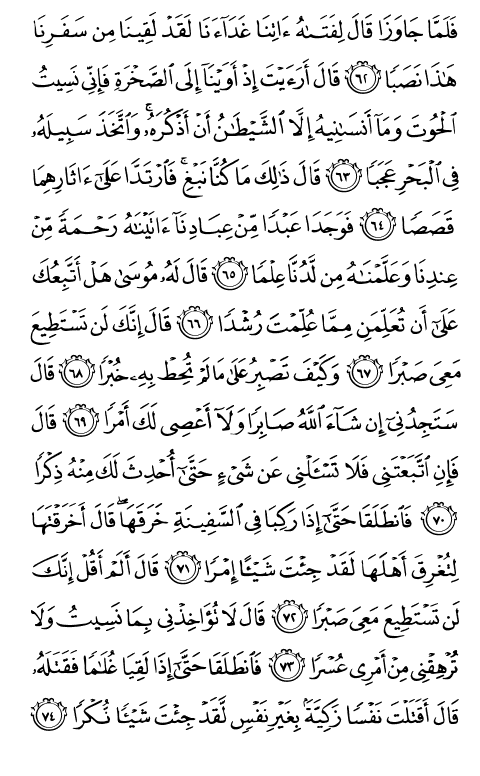 فَلَمَّا جَاوَزَا قَالَ لِفَتَىٰهُ ءَاتِنَا غَدَآءَنَا لَقَدْ لَقِينَا مِن سَفَرِنَا
هَٰذَا نَصَبًا ٦٢ قَالَ أَرَءَيْتَ إِذْ أَوَيْنَآ إِلَى ٱلصَّخْرَةِ فَإِنِّى نَسِيتُ
ٱلْحُوتَ وَمَآ أَنسَىٰنِيهُ إِلَّا ٱلشَّيْطَٰنُ أَنْ أَذْكُرَهُۥ ۚ وَٱتَّخَذَ سَبِيلَهُۥ
فِى ٱلْبَحْرِ عَجَبًا ٦٣ قَالَ ذَٰلِكَ مَا كُنَّا نَبْغِ ۚ فَٱرْتَدَّا عَلَىٰٓ ءَاثَارِهِمَا
قَصَصًا ٦٤ فَوَجَدَا عَبْدًا مِّنْ عِبَادِنَآ ءَاتَيْنَٰهُ رَحْمَةً مِّنْ
عِندِنَا وَعَلَّمْنَٰهُ مِن لَّدُنَّا عِلْمًا ٦٥ قَالَ لَهُۥ مُوسَىٰ هَلْ أَتَّبِعُكَ
عَلَىٰٓ أَن تُعَلِّمَنِ مِمَّا عُلِّمْتَ رُشْدًا ٦٦ قَالَ إِنَّكَ لَن تَسْتَطِيعَ
مَعِىَ صَبْرًا ٦٧ وَكَيْفَ تَصْبِرُ عَلَىٰ مَا لَمْ تُحِطْ بِهِۦ خُبْرًا ٦٨ قَالَ
سَتَجِدُنِىٓ إِن شَآءَ ٱللَّهُ صَابِرًا وَلَآ أَعْصِى لَكَ أَمْرًا ٦٩ قَالَ
فَإِنِ ٱتَّبَعْتَنِى فَلَا تَسْـَٔلْنِى عَن شَىْءٍ حَتَّىٰٓ أُحْدِثَ لَكَ مِنْهُ ذِكْرًا
٧٠ فَٱنطَلَقَا حَتَّىٰٓ إِذَا رَكِبَا فِى ٱلسَّفِينَةِ خَرَقَهَا ۖ قَالَ أَخَرَقْتَهَا
لِتُغْرِقَ أَهْلَهَا لَقَدْ جِئْتَ شَيْـًٔا إِمْرًا ٧١ قَالَ أَلَمْ أَقُلْ إِنَّكَ
لَن تَسْتَطِيعَ مَعِىَ صَبْرًا ٧٢ قَالَ لَا تُؤَاخِذْنِى بِمَا نَسِيتُ وَلَا
تُرْهِقْنِى مِنْ أَمْرِى عُسْرًا ٧٣ فَٱنطَلَقَا حَتَّىٰٓ إِذَا لَقِيَا غُلَٰمًا فَقَتَلَهُۥ
قَالَ أَقَتَلْتَ نَفْسًا زَكِيَّةًۢ بِغَيْرِ نَفْسٍ لَّقَدْ جِئْتَ شَيْـًٔا نُّكْرًا ٧٤